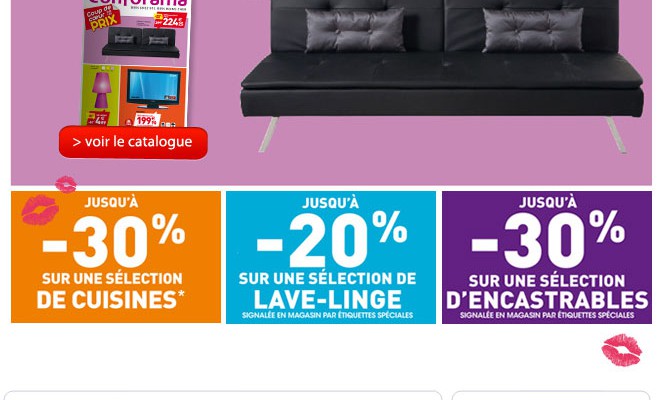 Conforama
Coup de
cœur
PRIX
224
199
> voir le catalogue
JUSQU'À
-30%
SUR UNE SÉLECTION
DE CUISINES*
JUSQU'À
-20%
SUR UNE SÉLECTION DE
LAVE-LINGE
SIGNALÉE EN MAGASIN PAR ÉTIQUETTES SPÉCIALES
JUSQU'À
-30%
SUR UNE SÉLECTION
D'ENCASTRABLES
SIGNALÉE EN MAGASIN PAR ÉTIQUETTES SPÉCIALES